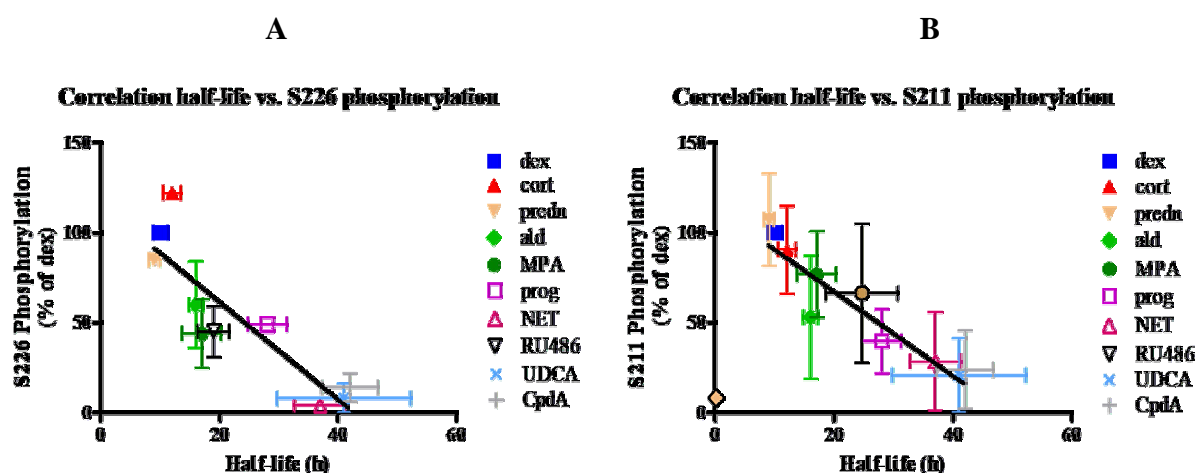 A
B
Correlation half-life vs. S226 phosphorylation
Correlation half-life vs. S211 phosphorylation
S226 Phosphorylation
(% of dex)
150
100
50
0
0 20 40 60
Half-life (h)
dex
cort
predn
ald
MPA
prog
NET
RU486
UDCA
CpdA
S211 Phosphorylation
(% of dex)
150
100
50
0
0 20 40 60
Half-life (h)
dex
cort
predn
ald
MPA
prog
NET
RU486
UDCA
CpdA